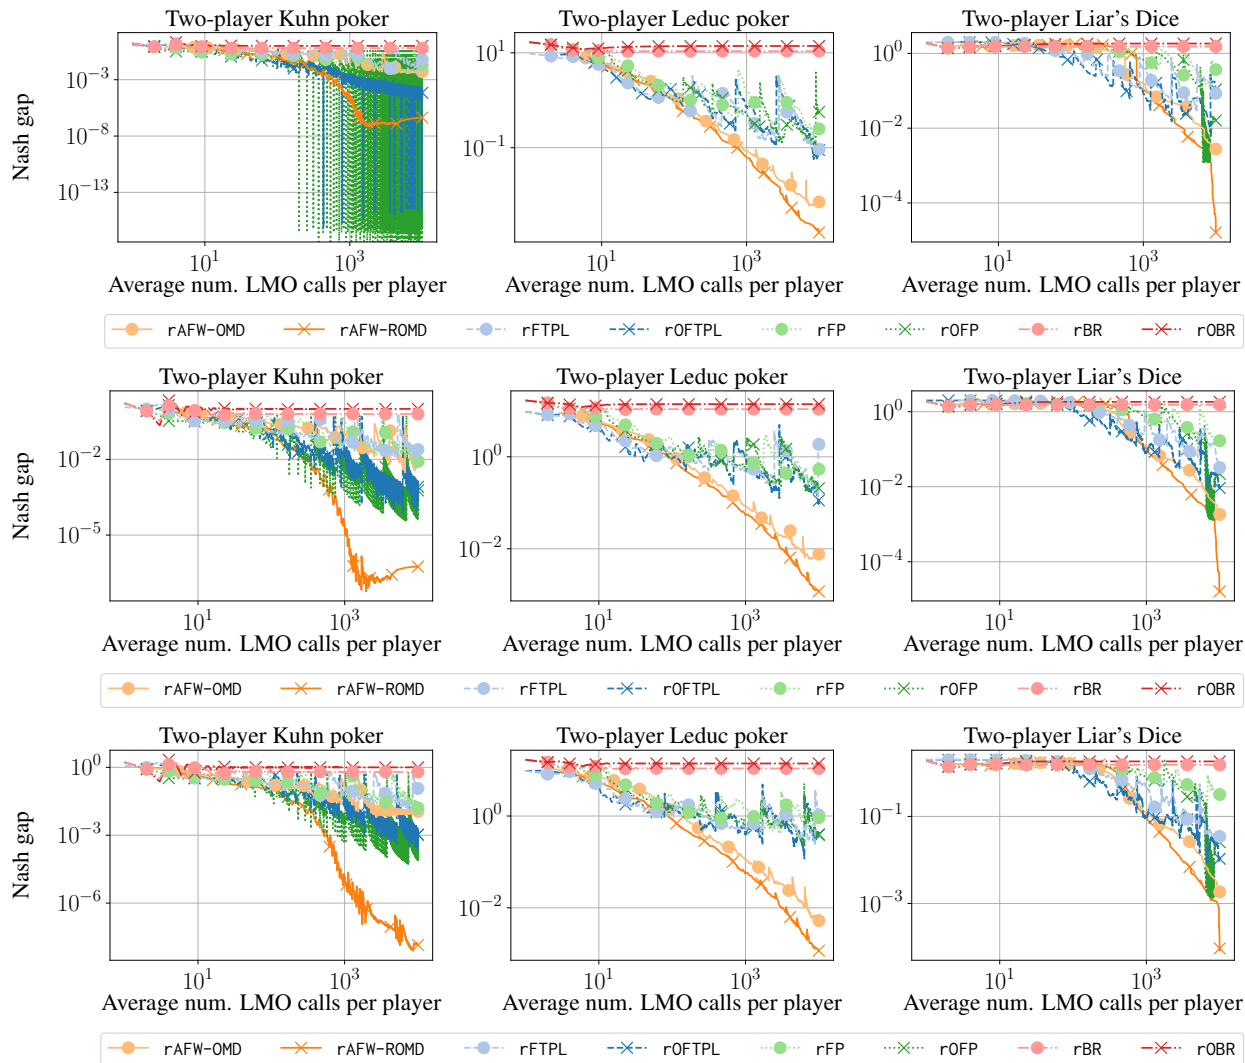 Two-player Kuhn poker Two-player Leduc poker Two-player Liar's Dice
Nash gap
10^{-3} 10^{-8} 10^{-13}
10^{1} 10^{-1}
10^{0} 10^{-2} 10^{-4}
10^{1} 10^{3} 10^{1} 10^{3} 10^{1} 10^{3}
Average num. LMO calls per player Average num. LMO calls per player Average num. LMO calls per player
rAFW-OMD rAFW-ROMD rFTPL rOFTPL rFP rOFP rBR rOBR
Two-player Kuhn poker Two-player Leduc poker Two-player Liar's Dice
Nash gap
10^{-2} 10^{-5}
10^{0} 10^{-2}
10^{0} 10^{-2} 10^{-4}
10^{1} 10^{3} 10^{1} 10^{3} 10^{1} 10^{3}
Average num. LMO calls per player Average num. LMO calls per player Average num. LMO calls per player
rAFW-OMD rAFW-ROMD rFTPL rOFTPL rFP rOFP rBR rOBR
Two-player Kuhn poker Two-player Leduc poker Two-player Liar's Dice
Nash gap
10^{0} 10^{-3} 10^{-6}
10^{0} 10^{-2}
10^{-1} 10^{-3}
10^{1} 10^{3} 10^{1} 10^{3} 10^{1} 10^{3}
Average num. LMO calls per player Average num. LMO calls per player Average num. LMO calls per player
rAFW-OMD rAFW-ROMD rFTPL rOFTPL rFP rOFP rBR rOBR